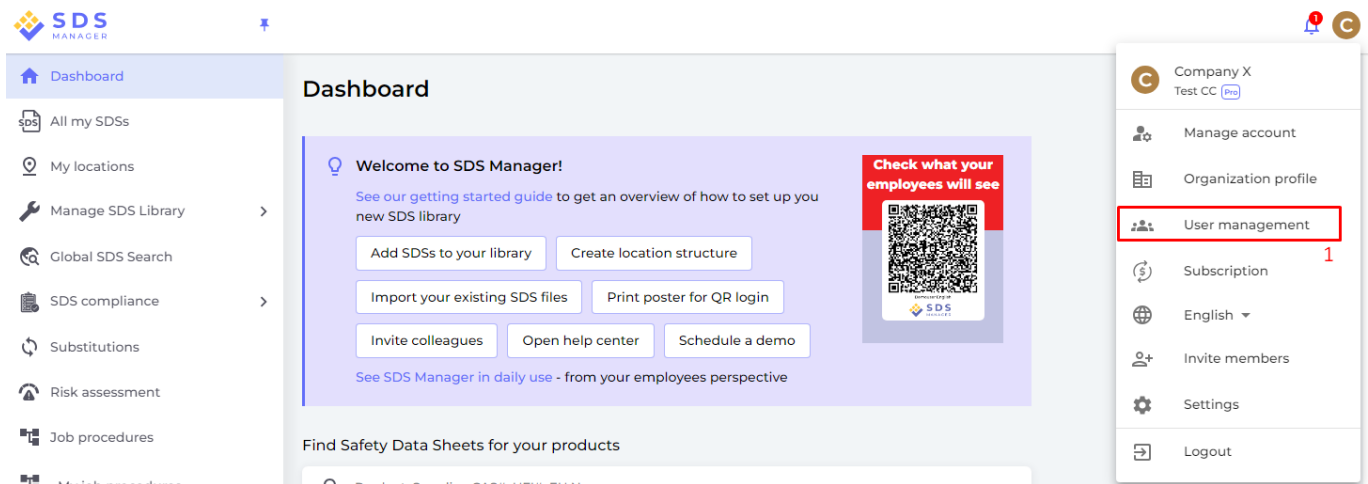 SDS
MANAGER
1
C
Dashboard
SDS
All my SDSs
My locations
Manage SDS Library
Global SDS Search
SDS compliance
Substitutions
Risk assessment
Job procedures
My job procedures
Dashboard
Welcome to SDS Manager!
See our getting started guide to get an overview of how to set up you
new SDS library
Add SDSs to your library
Create location structure
Import your existing SDS files
Print poster for QR login
Invite colleagues
Open help center
Schedule a demo
See SDS Manager in daily use - from your employees perspective
Check what your
employees will see
SDS
MANAGER
Find Safety Data Sheets for your products
C
Company X
Test CC Pro
Manage account
Organization profile
User management
1
Subscription
English
Invite members
Settings
Logout